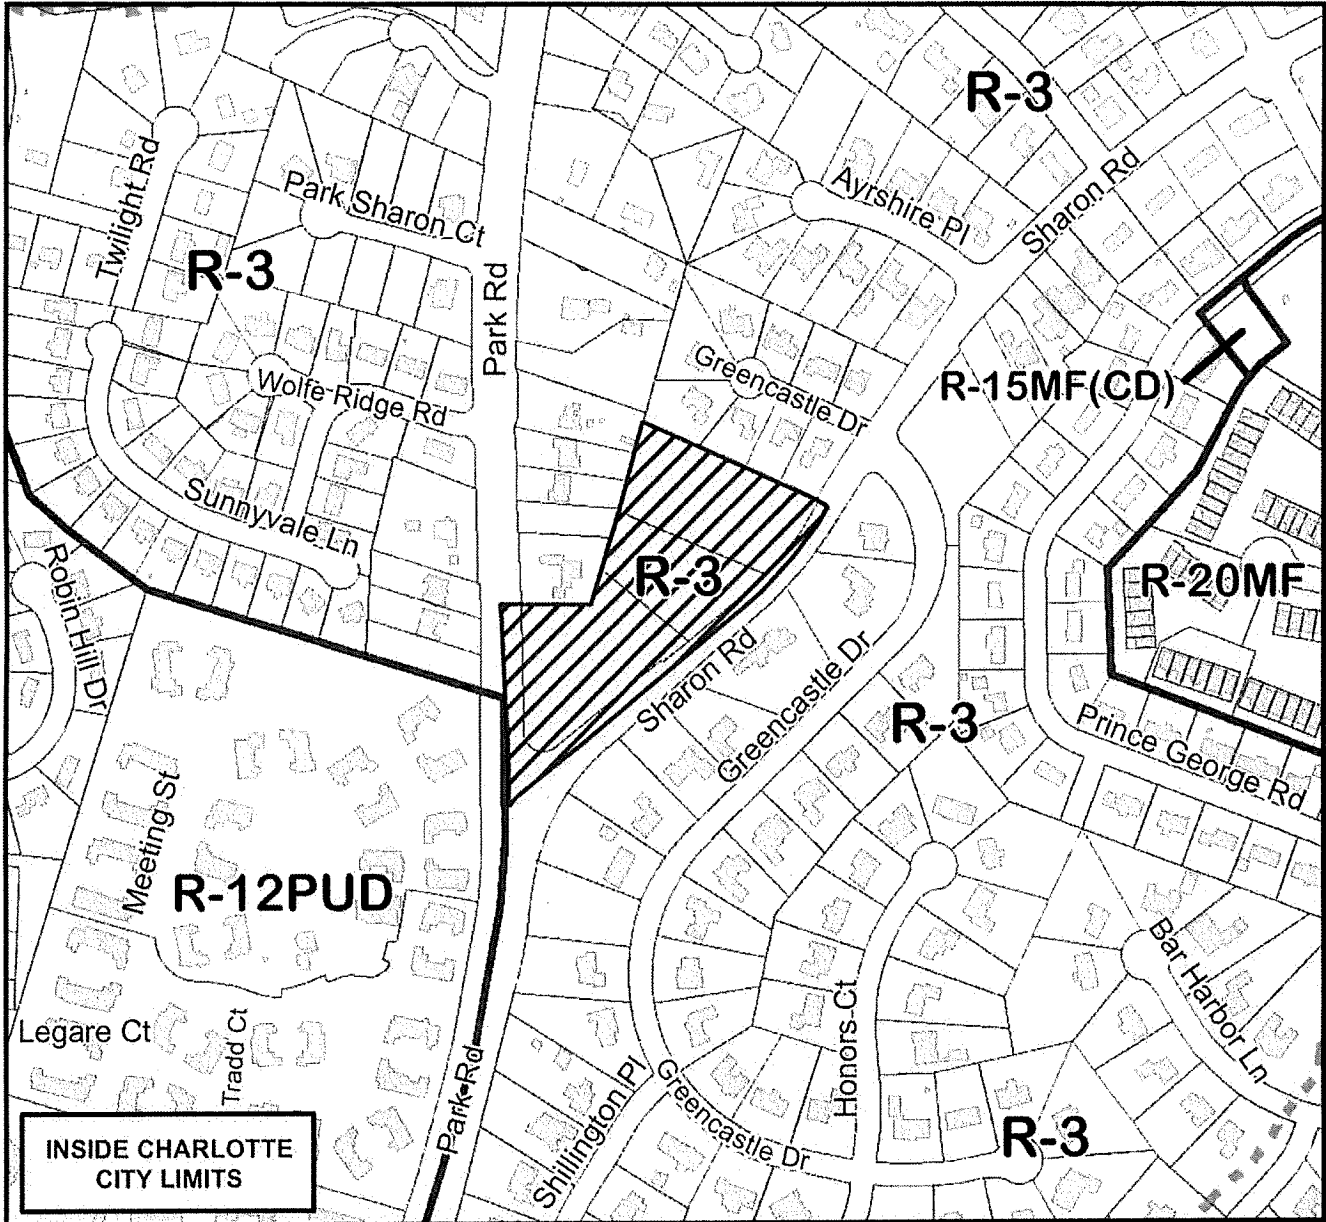 R-3
Twilight Rd
Park Sharon Ct
Ayrshire Pl
Sharon Rd
R-3
Park Rd
Wolfe Ridge Rd
Greencastle Dr
R-15MF(CD)
Sunnyvale Ln
Robin Hill Dr
R-3
R-20MF
Sharon Rd
Greencastle Dr
R-3
Prince George Rd
Meeting St
R-12PUD
Bar Harbor Ln
Legare Ct
Tradd Ct
Honors Ct
Park Rd
Shillington Pl
Greencastle Dr
R-3
INSIDE CHARLOTTE
CITY LIMITS